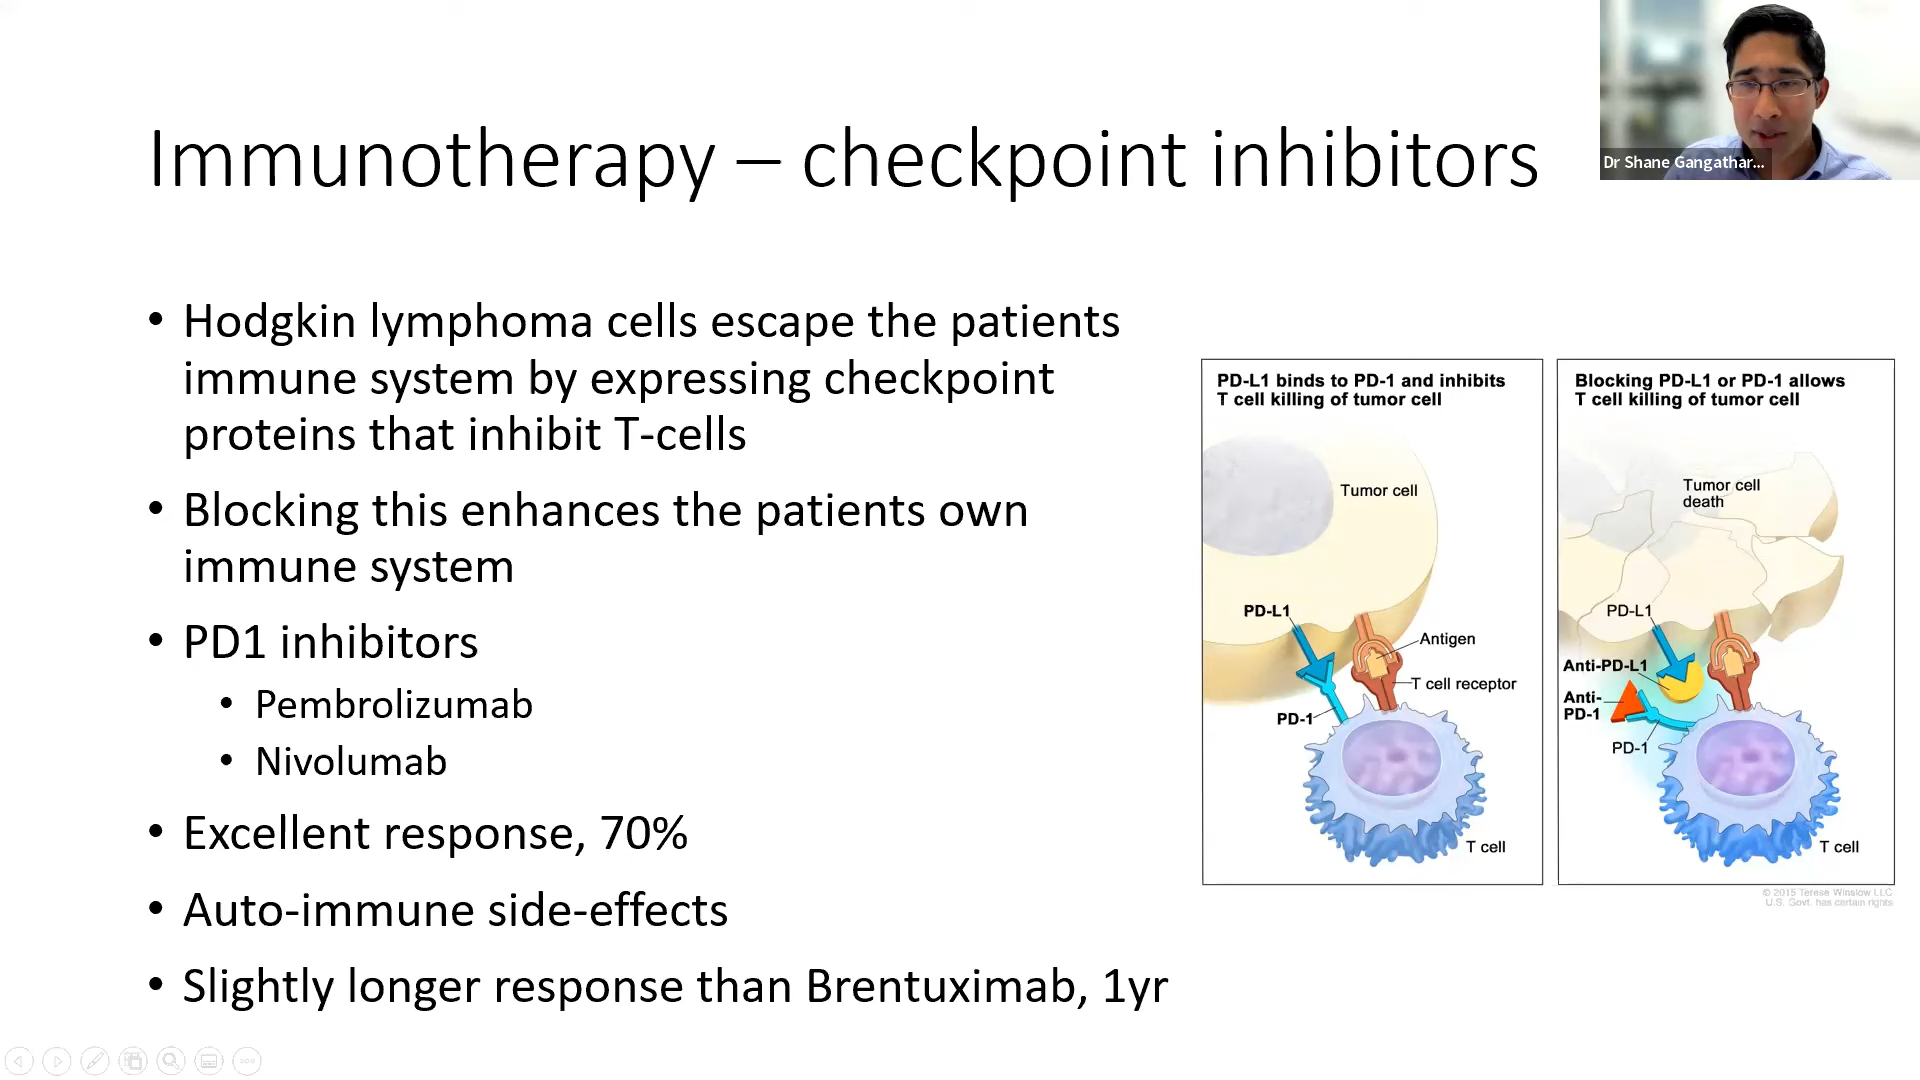 Immunotherapy – checkpoint inhibitors
Dr Shane Gangathar...
• Hodgkin lymphoma cells escape the patients
immune system by expressing checkpoint
proteins that inhibit T-cells
• Blocking this enhances the patients own
immune system
• PD1 inhibitors
• Pembrolizumab
• Nivolumab
• Excellent response, 70%
• Auto-immune side-effects
• Slightly longer response than Brentuximab, 1yr
PD-L1 binds to PD-1 and inhibits
T cell killing of tumor cell
Tumor cell
PD-L1
Antigen
T cell receptor
PD-1
T cell
Blocking PD-L1 or PD-1 allows
T cell killing of tumor cell
Tumor cell
death
PD-L1
Anti-PD-L1
Anti-
PD-1
PD-1
T cell
© 2015 Terese Winslow LLC
U.S. Govt. has certain rights